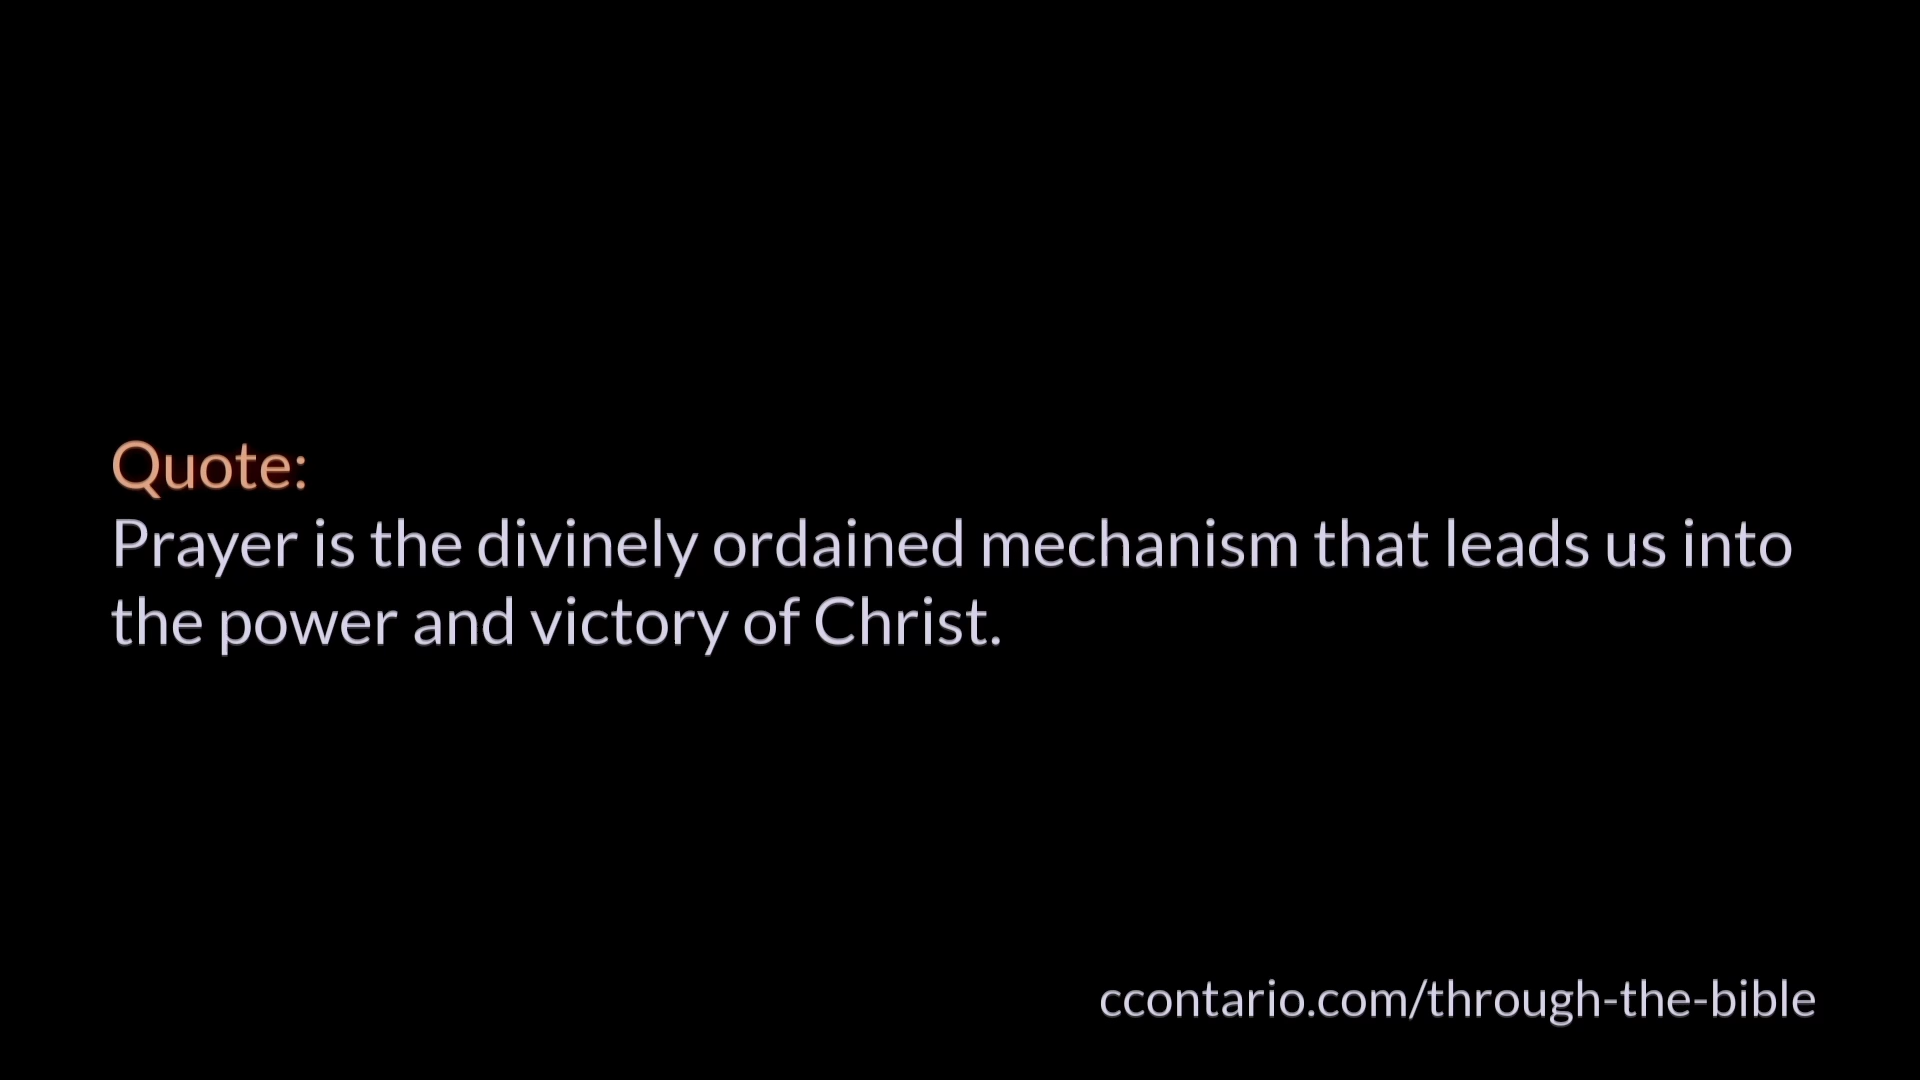 Quote:
Prayer is the divinely ordained mechanism that leads us into
the power and victory of Christ.
ccontario.com/through-the-bible